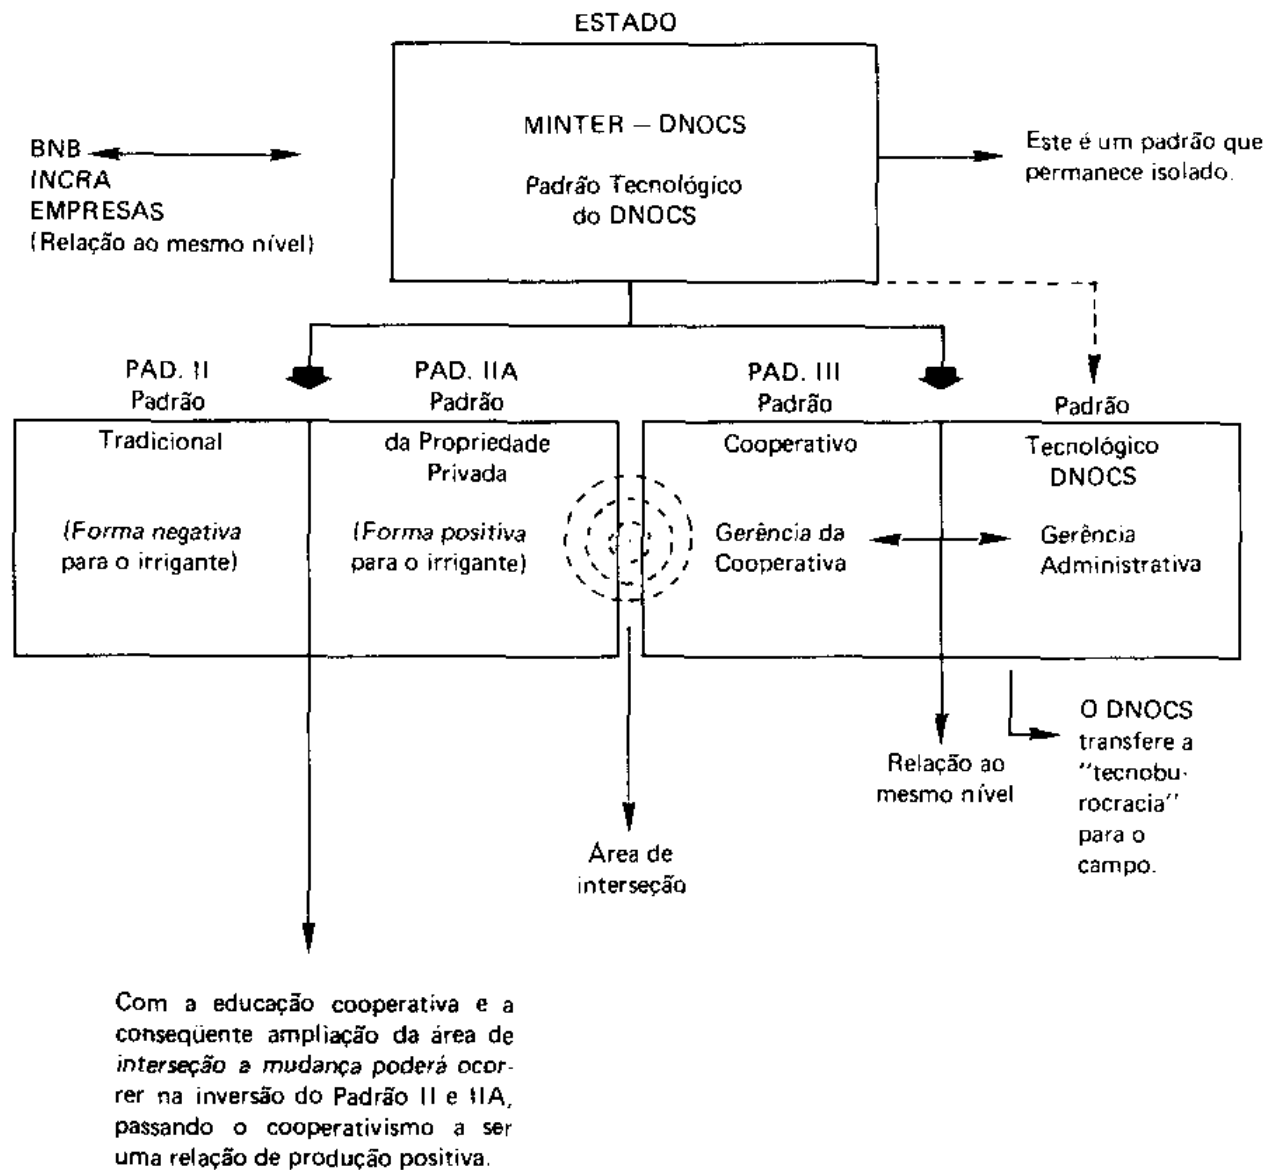 ESTADO
MINTER — DNOCS
Padrão Tecnológico
do DNOCS
BNB
INCRA
EMPRESAS
(Relação ao mesmo nível)
Este é um padrão que
permanece isolado.
PAD. II
Padrão
Tradicional
(Forma negativa
para o irrigante)
PAD. IIA
Padrão
da Propriedade
Privada
(Forma positiva
para o irrigante)
PAD. III
Padrão
Cooperativo
Gerência da
Cooperativa
Padrão
Tecnológico
DNOCS
Gerência
Administrativa
Área de
interseção
Relação ao
mesmo nível
O DNOCS
transfere a
"tecnobu-
rocracia"
para o
campo.
Com a educação cooperativa e a
conseqüente ampliação da área de
interseção a mudança poderá ocor-
rer na inversão do Padrão II e IIA,
passando o cooperativismo a ser
uma relação de produção positiva.